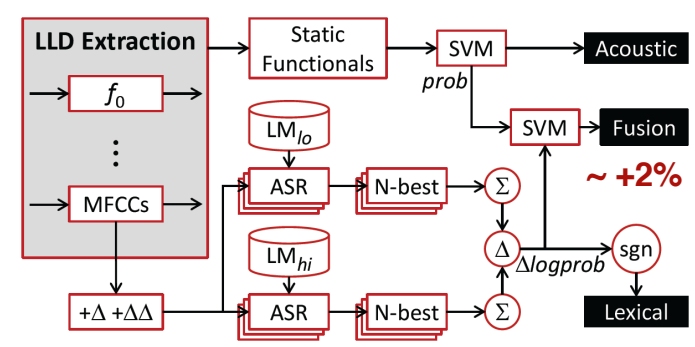 LLD Extraction
f0
⋮
MFCCs
+Δ +ΔΔ
Static
Functionals
SVM
Acoustic
prob
SVM
Fusion
~ +2%
LMlo
ASR
N-best
Σ
Δ
Δlogprob
sgn
LMhi
ASR
N-best
Σ
Lexical